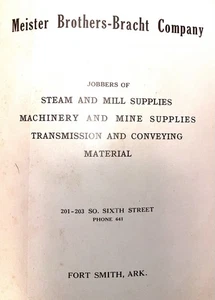 Meister Brothers-Bracht Company
JOBBERS OF
STEAM AND MILL SUPPLIES
MACHINERY AND MINE SUPPLIES
TRANSMISSION AND CONVEYING
MATERIAL
201-203 SO. SIXTH STREET
PHONE 641
FORT SMITH, ARK.